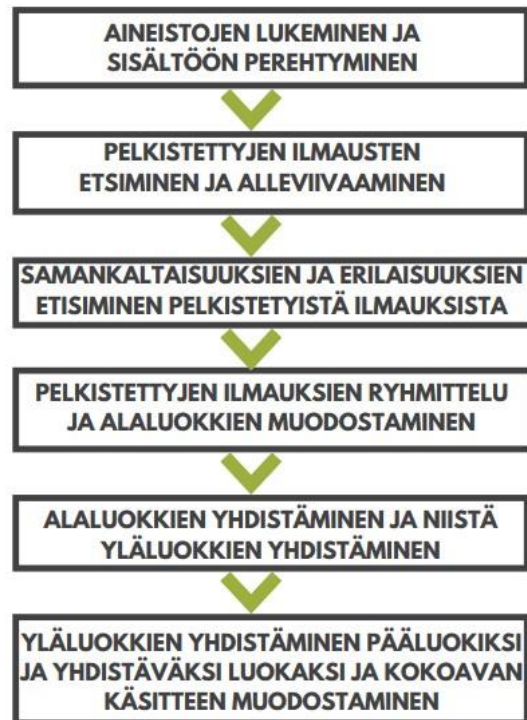 AINEISTOJEN LUKEMINEN JA
SISÄLTÖÖN PEREHTYMINEN
PELKISTETTYJEN ILMAUSTEN
ETSIMINEN JA ALLEVIIVAAMINEN
SAMANKALTAISUUKSIEN JA ERILAISUUKSIEN
ETISIMINEN PELKISTETYISTÄ ILMAUKSISTA
PELKISTETTYJEN ILMAUKSIEN RYHMITTELU
JA ALALUOKKIEN MUODOSTAMINEN
ALALUOKKIEN YHDISTÄMINEN JA NIISTÄ
YLÄLUOKKIEN YHDISTÄMINEN
YLÄLUOKKIEN YHDISTÄMINEN PÄÄLUOKIKSI
JA YHDISTÄVÄKSI LUOKAKSI JA KOKOAVAN
KÄSITTEEN MUODOSTAMINEN